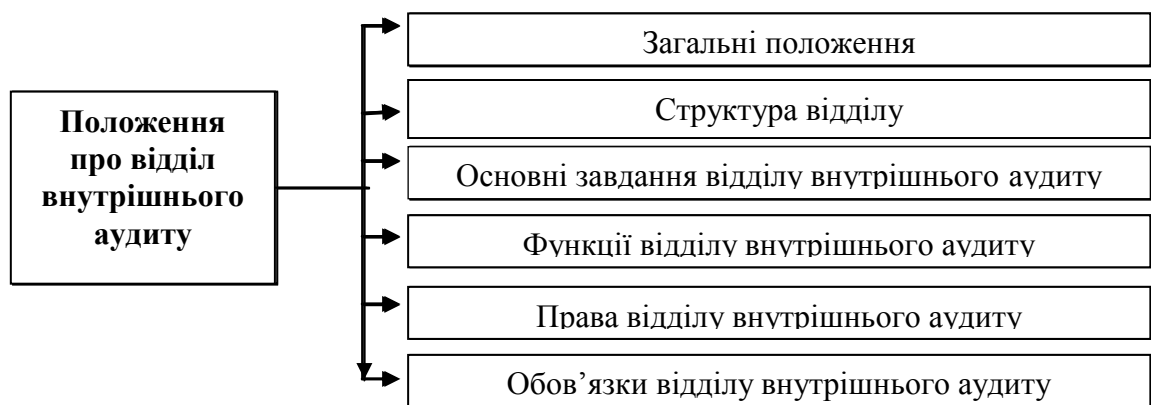 Положення
про відділ
внутрішнього
аудиту
Загальні положення
Структура відділу
Основні завдання відділу внутрішнього аудиту
Функції відділу внутрішнього аудиту
Права відділу внутрішнього аудиту
Обов’язки відділу внутрішнього аудиту